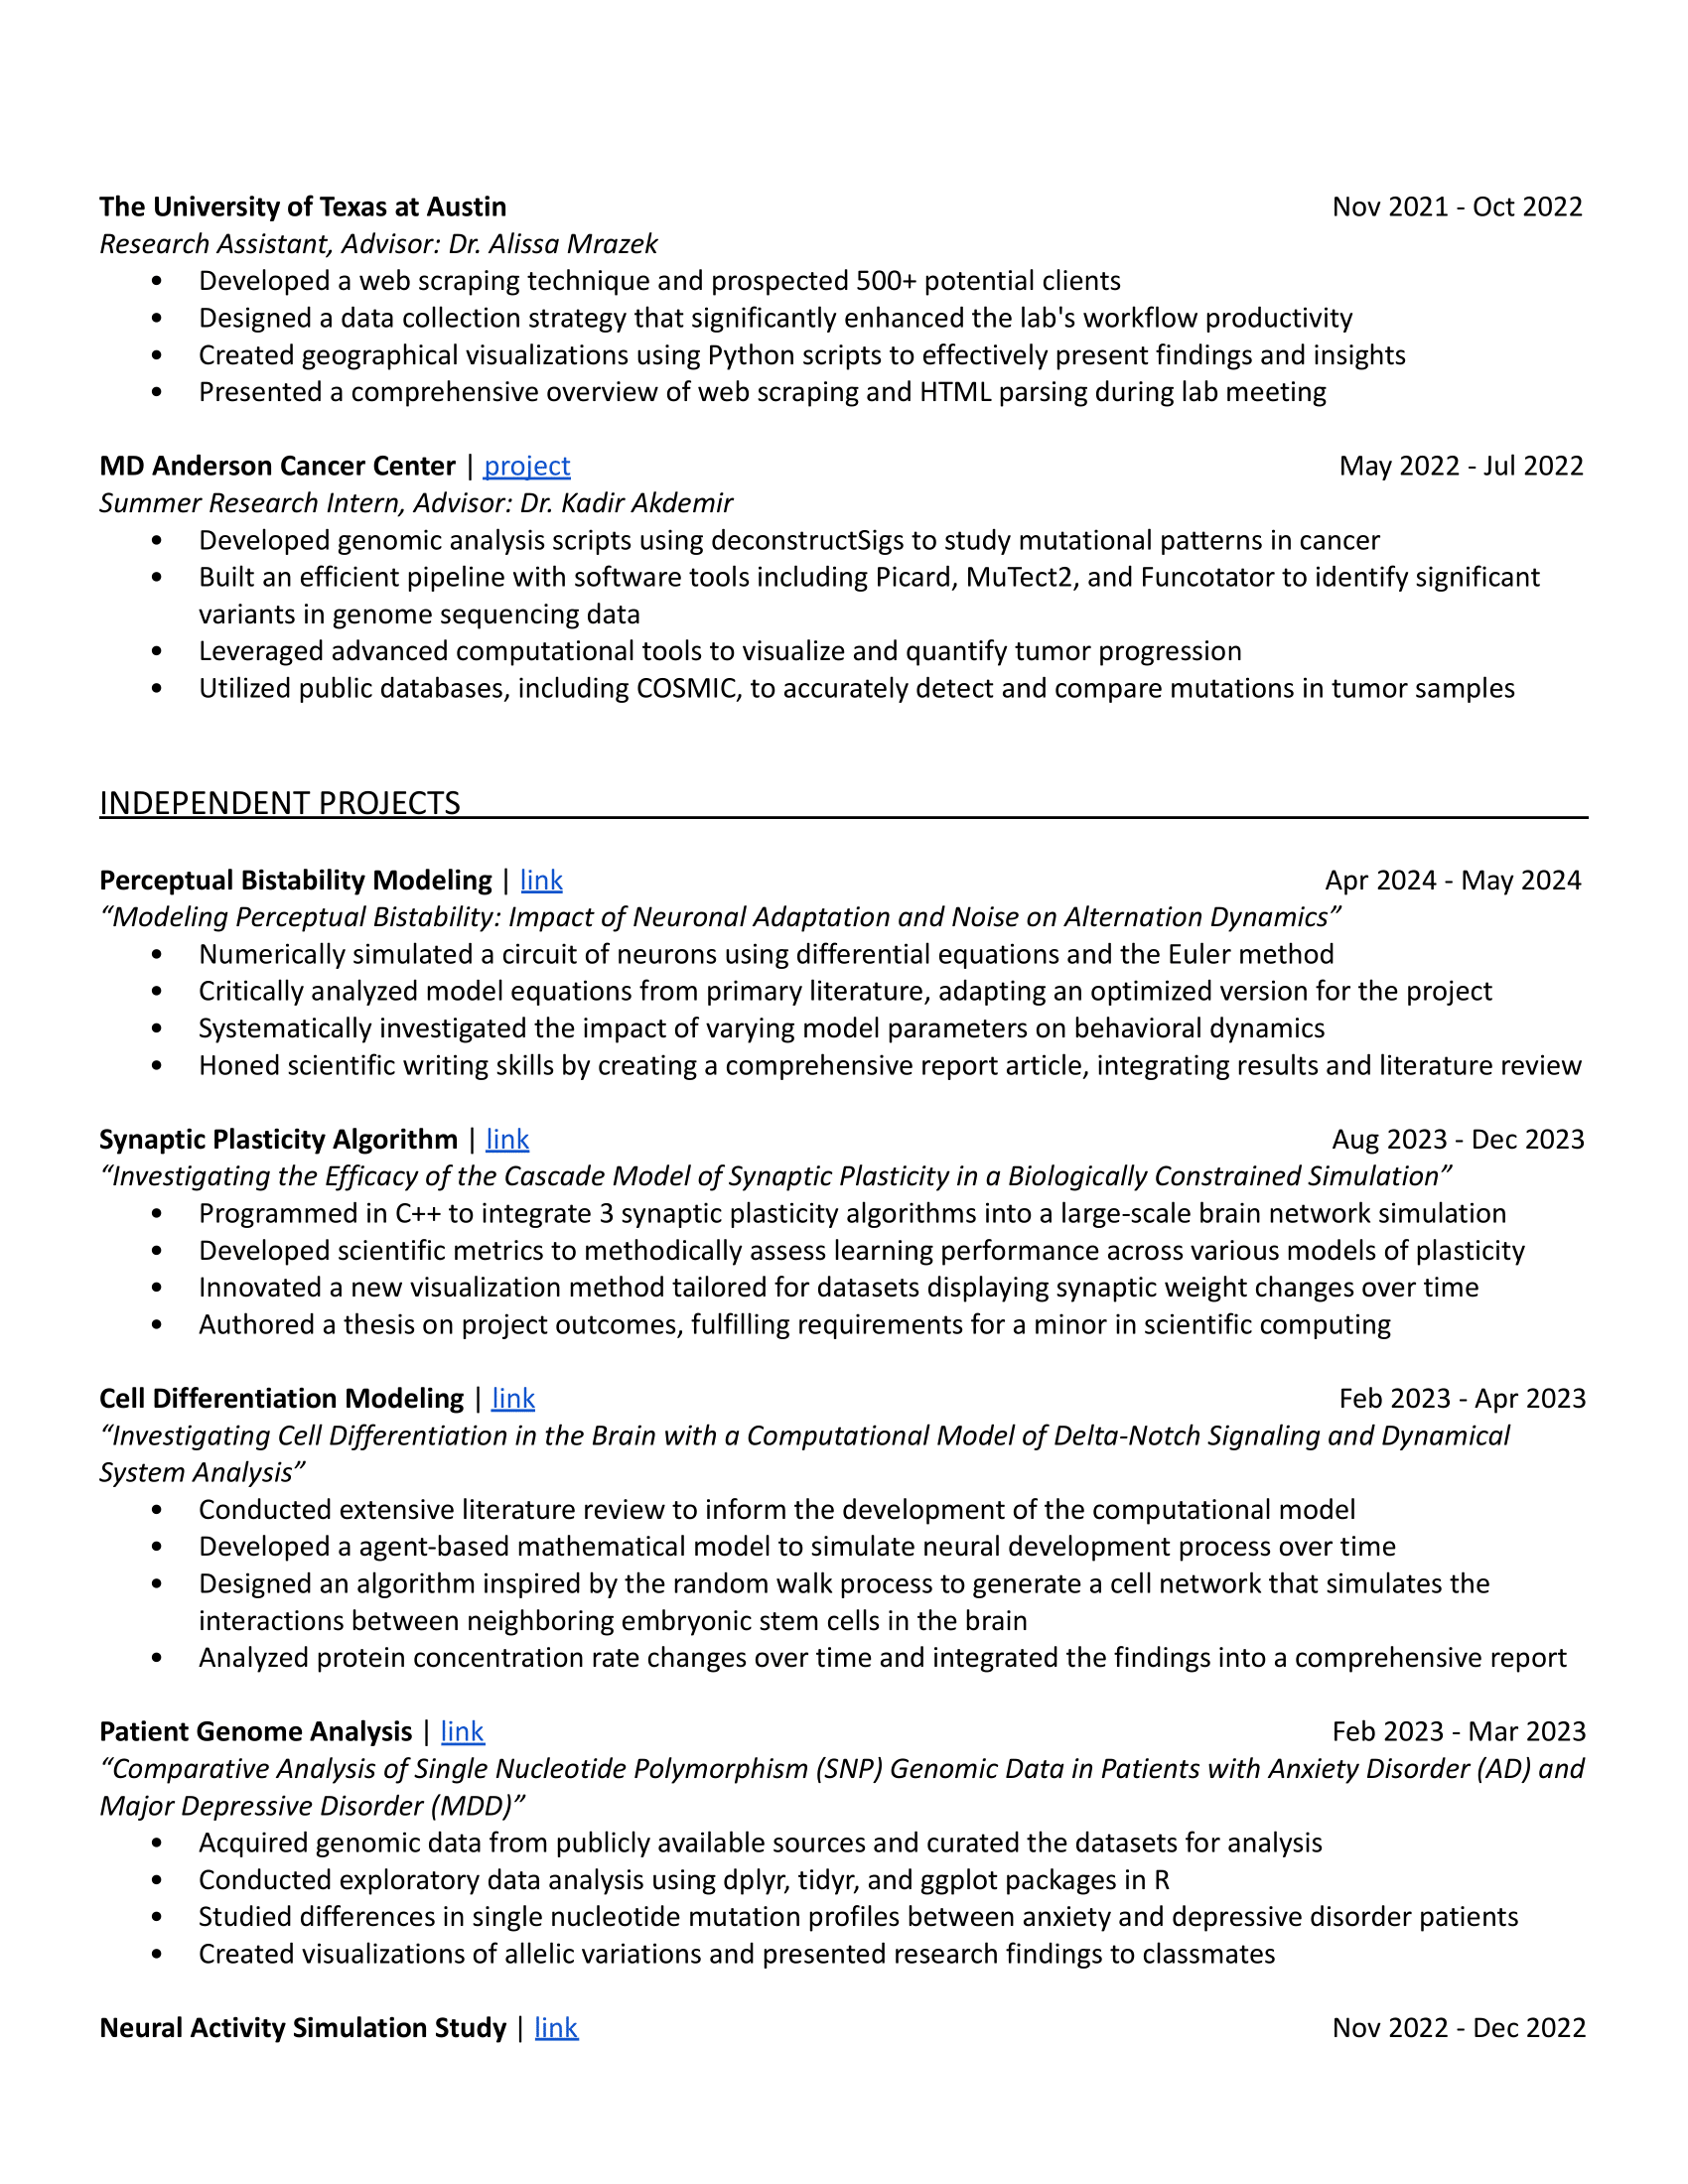 The University of Texas at Austin Nov 2021 - Oct 2022
Research Assistant, Advisor: Dr. Alissa Mrazek
• Developed a web scraping technique and prospected 500+ potential clients
• Designed a data collection strategy that significantly enhanced the lab's workflow productivity
• Created geographical visualizations using Python scripts to effectively present findings and insights
• Presented a comprehensive overview of web scraping and HTML parsing during lab meeting
MD Anderson Cancer Center | project May 2022 - Jul 2022
Summer Research Intern, Advisor: Dr. Kadir Akdemir
• Developed genomic analysis scripts using deconstructSigs to study mutational patterns in cancer
• Built an efficient pipeline with software tools including Picard, MuTect2, and Funcotator to identify significant
variants in genome sequencing data
• Leveraged advanced computational tools to visualize and quantify tumor progression
• Utilized public databases, including COSMIC, to accurately detect and compare mutations in tumor samples
INDEPENDENT PROJECTS
Perceptual Bistability Modeling | link Apr 2024 - May 2024
“Modeling Perceptual Bistability: Impact of Neuronal Adaptation and Noise on Alternation Dynamics”
• Numerically simulated a circuit of neurons using differential equations and the Euler method
• Critically analyzed model equations from primary literature, adapting an optimized version for the project
• Systematically investigated the impact of varying model parameters on behavioral dynamics
• Honed scientific writing skills by creating a comprehensive report article, integrating results and literature review
Synaptic Plasticity Algorithm | link Aug 2023 - Dec 2023
“Investigating the Efficacy of the Cascade Model of Synaptic Plasticity in a Biologically Constrained Simulation”
• Programmed in C++ to integrate 3 synaptic plasticity algorithms into a large-scale brain network simulation
• Developed scientific metrics to methodically assess learning performance across various models of plasticity
• Innovated a new visualization method tailored for datasets displaying synaptic weight changes over time
• Authored a thesis on project outcomes, fulfilling requirements for a minor in scientific computing
Cell Differentiation Modeling | link Feb 2023 - Apr 2023
“Investigating Cell Differentiation in the Brain with a Computational Model of Delta-Notch Signaling and Dynamical
System Analysis”
• Conducted extensive literature review to inform the development of the computational model
• Developed a agent-based mathematical model to simulate neural development process over time
• Designed an algorithm inspired by the random walk process to generate a cell network that simulates the
interactions between neighboring embryonic stem cells in the brain
• Analyzed protein concentration rate changes over time and integrated the findings into a comprehensive report
Patient Genome Analysis | link Feb 2023 - Mar 2023
“Comparative Analysis of Single Nucleotide Polymorphism (SNP) Genomic Data in Patients with Anxiety Disorder (AD) and
Major Depressive Disorder (MDD)”
• Acquired genomic data from publicly available sources and curated the datasets for analysis
• Conducted exploratory data analysis using dplyr, tidyr, and ggplot packages in R
• Studied differences in single nucleotide mutation profiles between anxiety and depressive disorder patients
• Created visualizations of allelic variations and presented research findings to classmates
Neural Activity Simulation Study | link Nov 2022 - Dec 2022